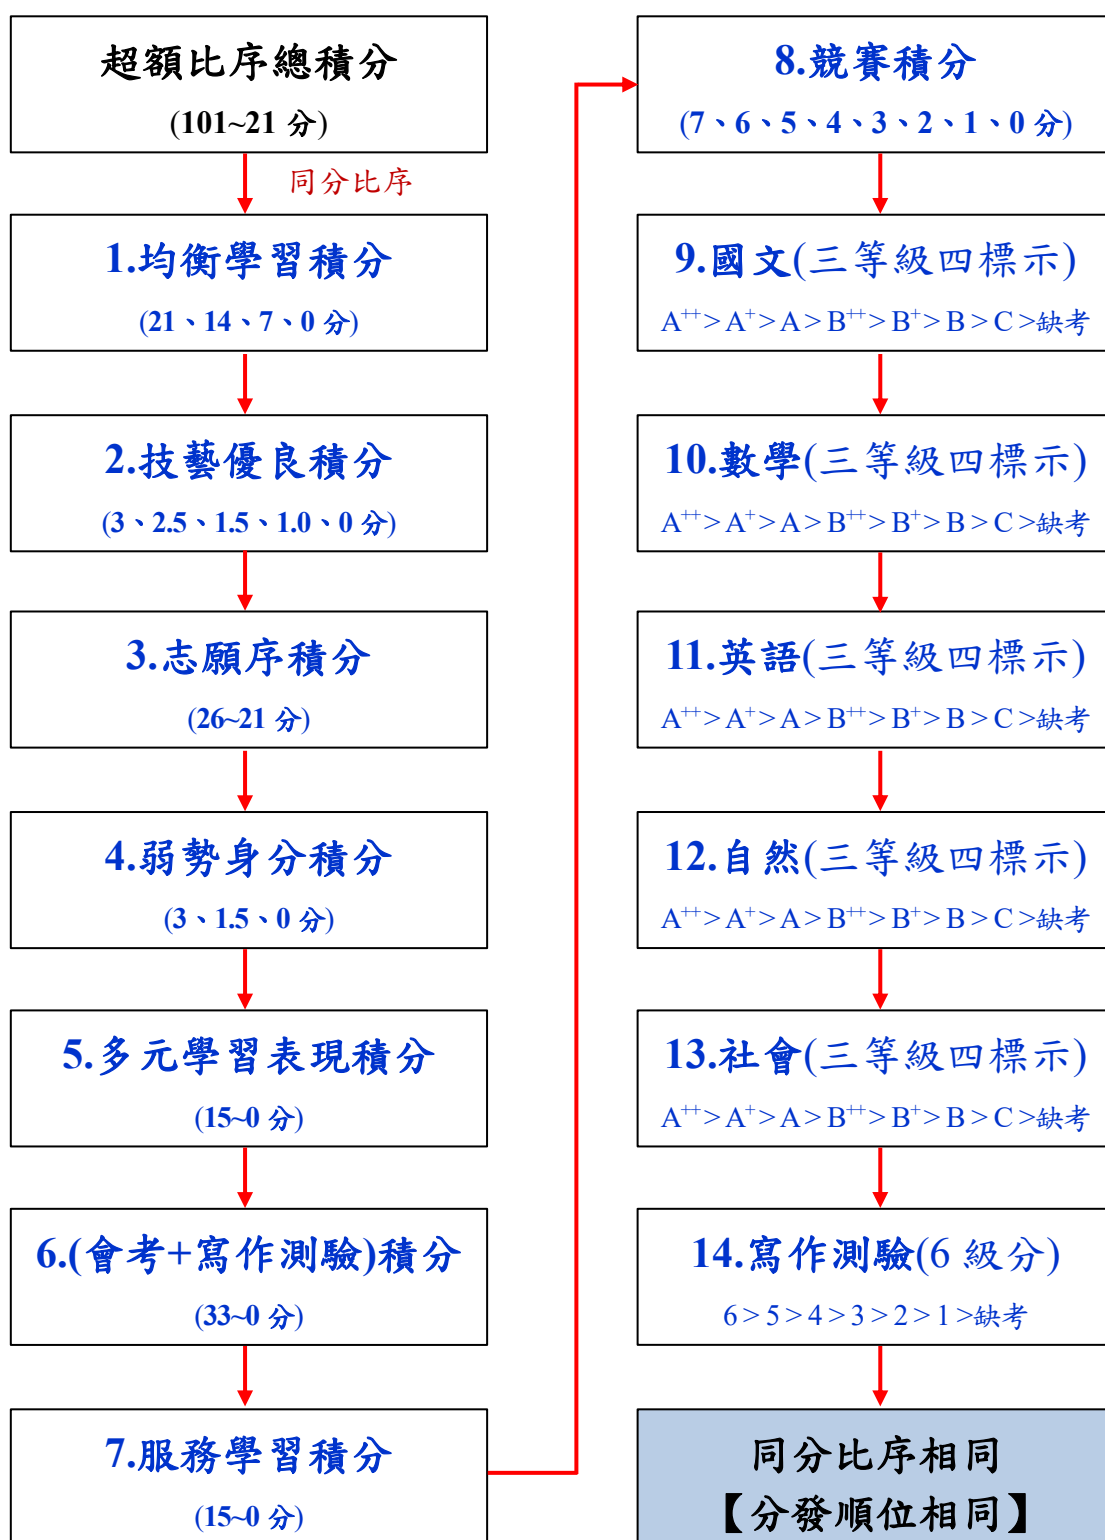 超額比序總積分
(101~21 分)
同分比序
1.均衡學習積分
(21、14、7、0 分)
2.技藝優良積分
(3、2.5、1.5、1.0、0 分)
3.志願序積分
(26~21 分)
4.弱勢身分積分
(3、1.5、0 分)
5.多元學習表現積分
(15~0 分)
6.(會考+寫作測驗)積分
(33~0 分)
7.服務學習積分
(15~0 分)
8.競賽積分
(7、6、5、4、3、2、1、0 分)
9.國文(三等級四標示)
A⁺⁺>A⁺>A>B⁺⁺>B⁺>B>C>缺考
10.數學(三等級四標示)
A⁺⁺>A⁺>A>B⁺⁺>B⁺>B>C>缺考
11.英語(三等級四標示)
A⁺⁺>A⁺>A>B⁺⁺>B⁺>B>C>缺考
12.自然(三等級四標示)
A⁺⁺>A⁺>A>B⁺⁺>B⁺>B>C>缺考
13.社會(三等級四標示)
A⁺⁺>A⁺>A>B⁺⁺>B⁺>B>C>缺考
14.寫作測驗(6 級分)
6>5>4>3>2>1>缺考
同分比序相同
【分發順位相同】